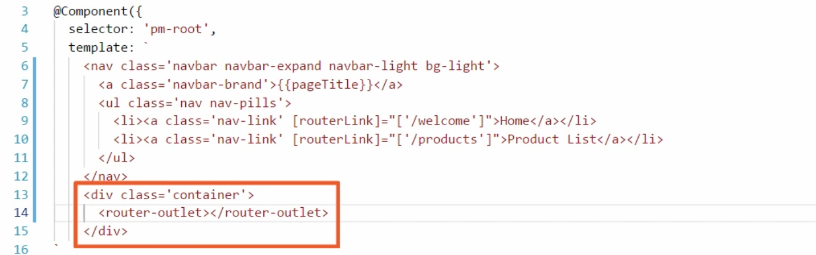 3 @Component({
4 selector: 'pm-root',
5 template: `
6 <nav class='navbar navbar-expand navbar-light bg-light'>
7 <a class='navbar-brand'>{{pageTitle}}</a>
8 <ul class='nav nav-pills'>
9 <li><a class='nav-link' [routerLink]="['/welcome']">Home</a></li>
10 <li><a class='nav-link' [routerLink]="['/products']">Product List</a></li>
11 </ul>
12 </nav>
13 <div class='container'>
14 <router-outlet></router-outlet>
15 </div>
16 `